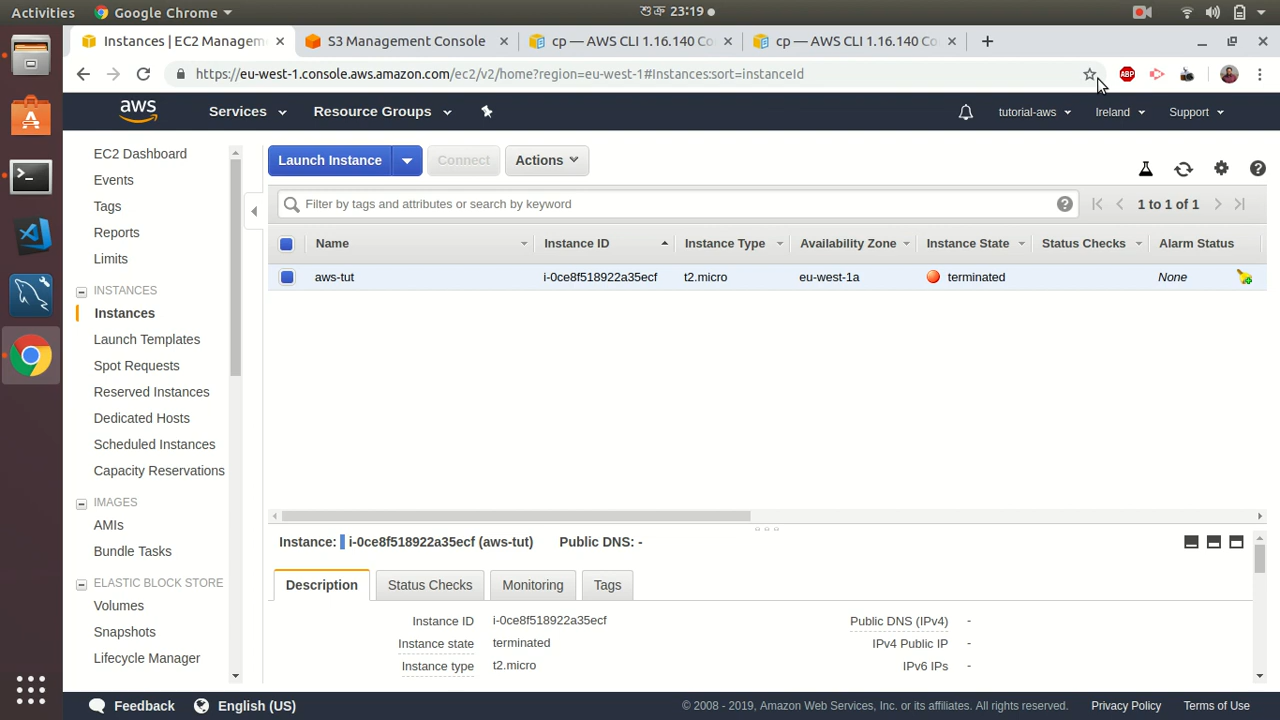 Activities
Google Chrome
শুক্র 23:19
Instances | EC2 Managem
S3 Management Console
cp — AWS CLI 1.16.140 Co
cp — AWS CLI 1.16.140 Co
https://eu-west-1.console.aws.amazon.com/ec2/v2/home?region=eu-west-1#Instances:sort=instanceId
ABP
aws
Services
Resource Groups
tutorial-aws
Ireland
Support
EC2 Dashboard
Events
Tags
Reports
Limits
INSTANCES
Instances
Launch Templates
Spot Requests
Reserved Instances
Dedicated Hosts
Scheduled Instances
Capacity Reservations
IMAGES
AMIs
Bundle Tasks
ELASTIC BLOCK STORE
Volumes
Snapshots
Lifecycle Manager
Launch Instance
Connect
Actions
Filter by tags and attributes or search by keyword
1 to 1 of 1
Name Instance ID Instance Type Availability Zone Instance State Status Checks Alarm Status
aws-tut i-0ce8f518922a35ecf t2.micro eu-west-1a terminated None
Instance: i-0ce8f518922a35ecf (aws-tut) Public DNS: -
Description Status Checks Monitoring Tags
Instance ID i-0ce8f518922a35ecf Public DNS (IPv4) -
Instance state terminated IPv4 Public IP -
Instance type t2.micro IPv6 IPs -
Feedback
English (US)
© 2008 - 2019, Amazon Web Services, Inc. or its affiliates. All rights reserved.
Privacy Policy
Terms of Use